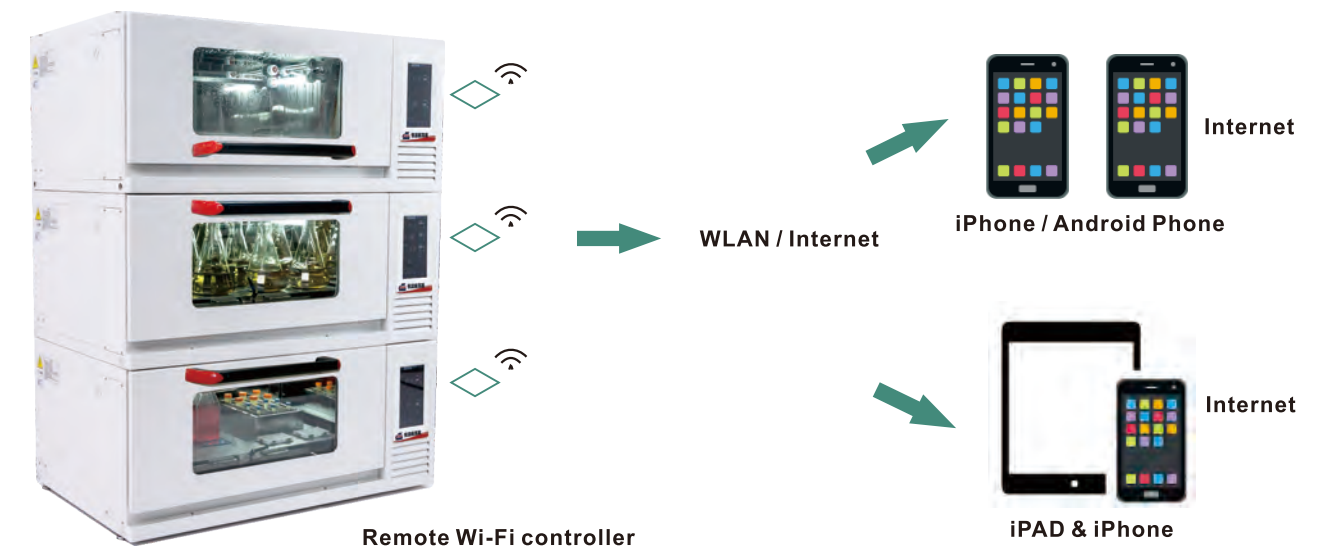 Internet
iPhone / Android Phone
WLAN / Internet
Internet
iPAD & iPhone
Remote Wi-Fi controller